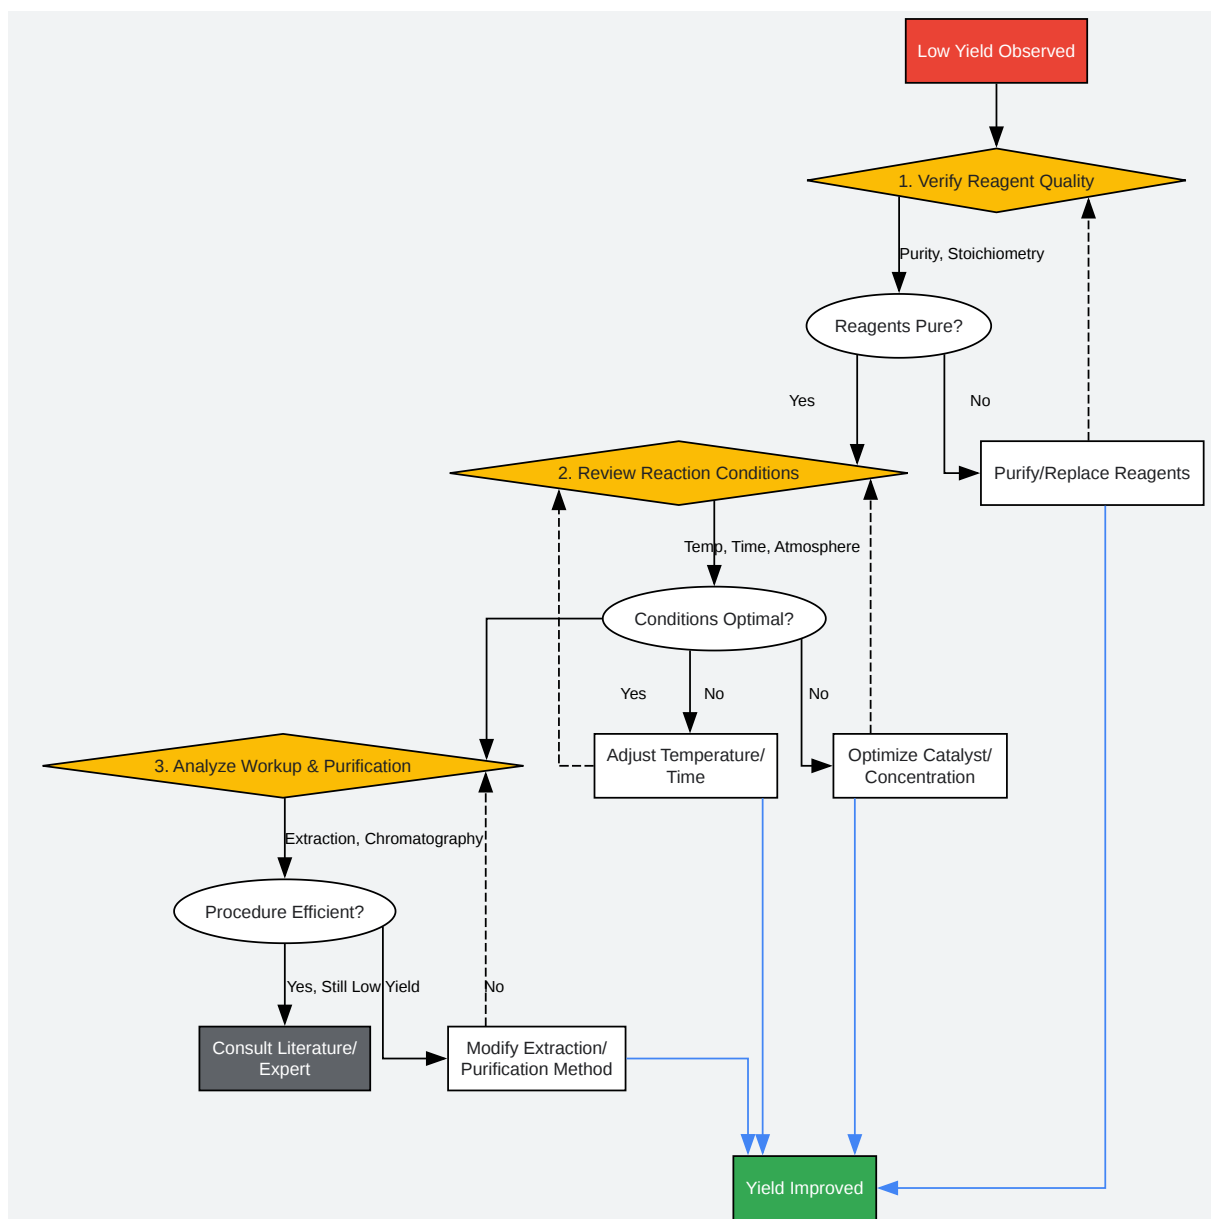 Low Yield Observed
1. Verify Reagent Quality
Purity, Stoichiometry
Reagents Pure?
Yes
No
2. Review Reaction Conditions
Purify/Replace Reagents
Temp, Time, Atmosphere
Conditions Optimal?
Yes
No
No
3. Analyze Workup & Purification
Adjust Temperature/
Time
Optimize Catalyst/
Concentration
Extraction, Chromatography
Procedure Efficient?
Yes, Still Low Yield
No
Consult Literature/
Expert
Modify Extraction/
Purification Method
Yield Improved